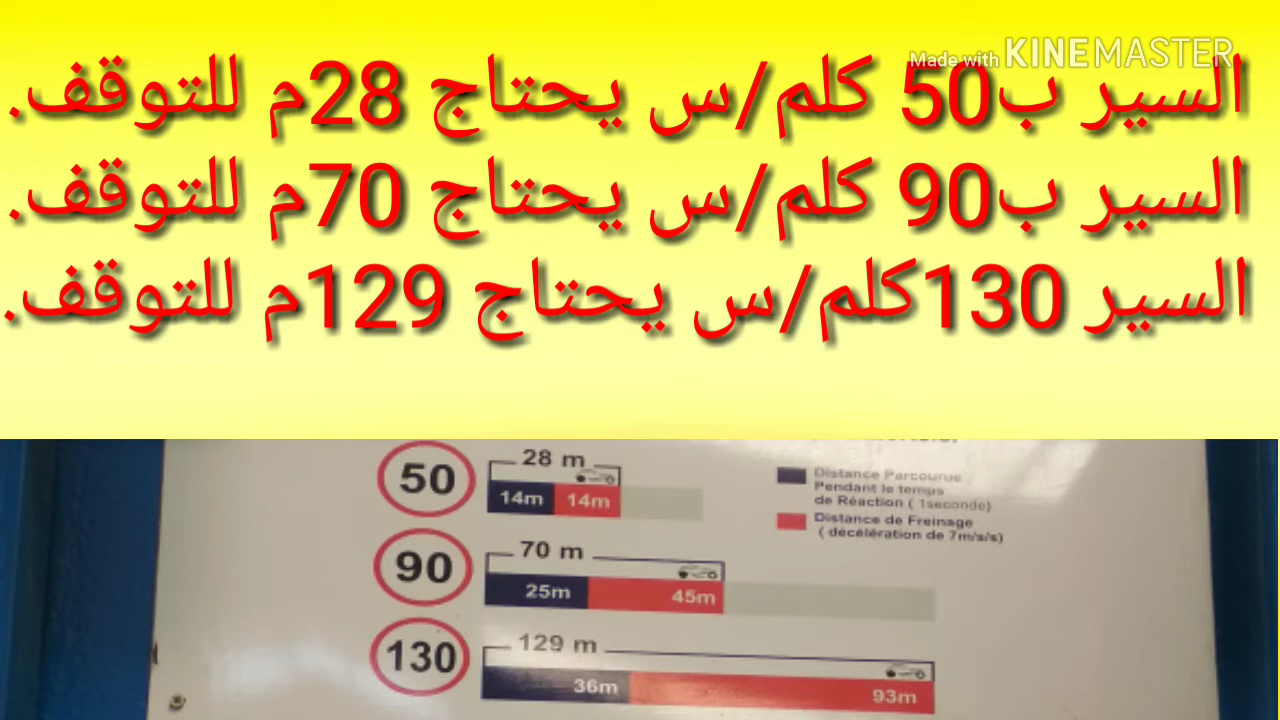 Made with KINEMASTER
السير ب50 كلم/س يحتاج 28م للتوقف.
السير ب90 كلم/س يحتاج 70م للتوقف.
السير 130كلم/س يحتاج 129م للتوقف.
50
28 m
14m 14m
Distance Parcourue
Pendant le temps
de Réaction ( 1seconde)
Distance de Freinage
( décélération de 7m/s/s)
90
70 m
25m 45m
130
129 m
36m 93m